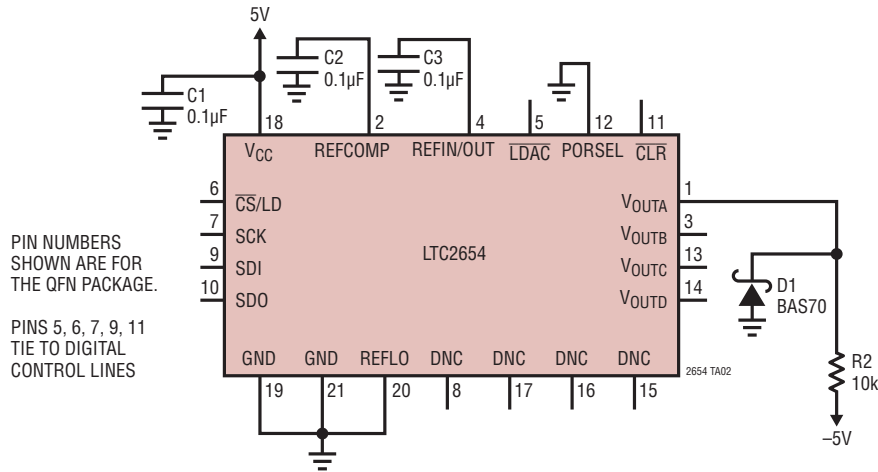 5V
C1
0.1µF
C2
0.1µF
C3
0.1µF
18
2
4
5
12
11
VCC
REFCOMP
REFIN/OUT
LDAC
PORSEL
CLR
6
CS/LD
7
SCK
9
SDI
10
SDO
LTC2654
1
VOUTA
3
VOUTB
13
VOUTC
14
VOUTD
PIN NUMBERS
SHOWN ARE FOR
THE QFN PACKAGE.
PINS 5, 6, 7, 9, 11
TIE TO DIGITAL
CONTROL LINES
GND
GND
REFLO
DNC
DNC
DNC
DNC
19
21
20
8
17
16
15
2654 TA02
D1
BAS70
R2
10k
–5V